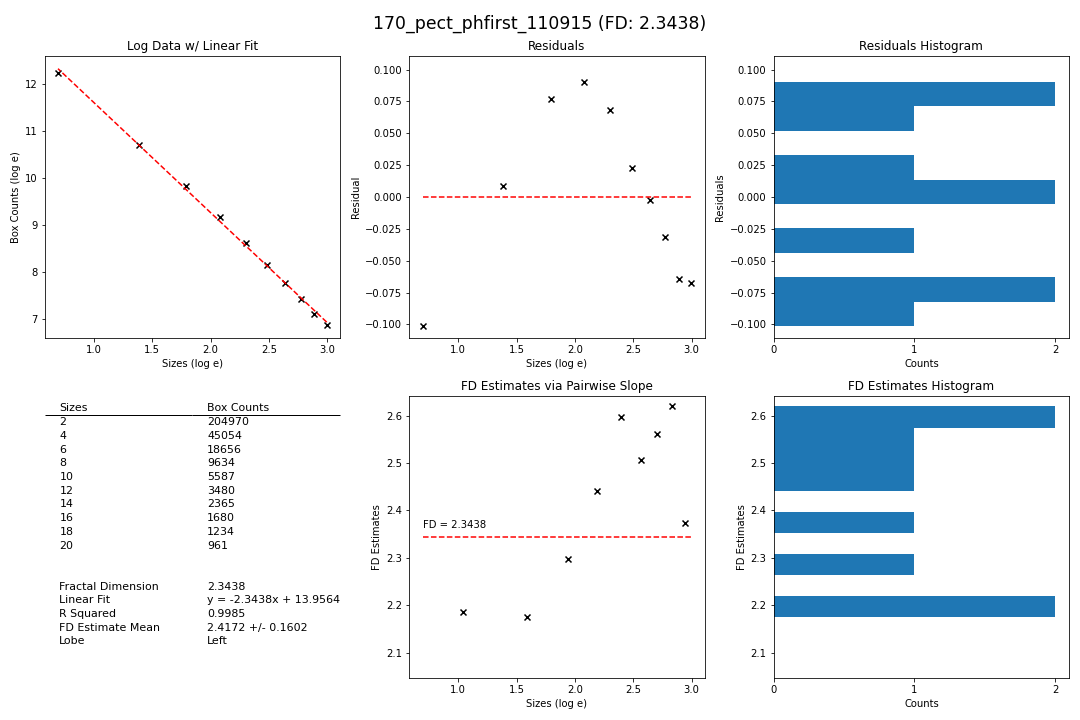 170_pect_phfirst_110915 (FD: 2.3438)
Log Data w/ Linear Fit
Box Counts (log e)
12
11
10
9
8
7
1.0 1.5 2.0 2.5 3.0
Sizes (log e)
Residuals
Residual
0.100
0.075
0.050
0.025
0.000
−0.025
−0.050
−0.075
−0.100
1.0 1.5 2.0 2.5 3.0
Sizes (log e)
Residuals Histogram
Residuals
0.100
0.075
0.050
0.025
0.000
−0.025
−0.050
−0.075
−0.100
0 1 2
Counts
Sizes Box Counts
2 204970
4 45054
6 18656
8 9634
10 5587
12 3480
14 2365
16 1680
18 1234
20 961
Fractal Dimension 2.3438
Linear Fit y = -2.3438x + 13.9564
R Squared 0.9985
FD Estimate Mean 2.4172 +/- 0.1602
Lobe Left
FD Estimates via Pairwise Slope
FD Estimates
2.6
2.5
2.4
2.3
2.2
2.1
FD = 2.3438
1.0 1.5 2.0 2.5 3.0
Sizes (log e)
FD Estimates Histogram
FD Estimates
2.6
2.5
2.4
2.3
2.2
2.1
0 1 2
Counts